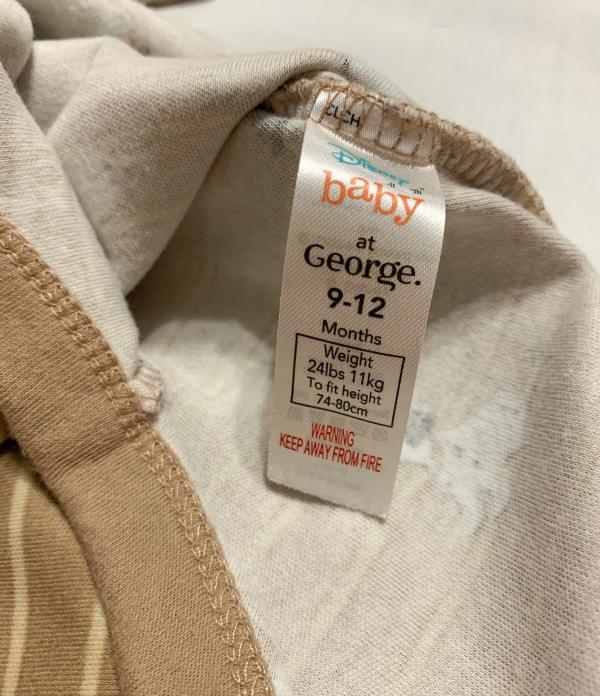 Disney
baby
at
George.
9-12
Months
Weight
24lbs 11kg
To fit height
74-80cm
WARNING
KEEP AWAY FROM FIRE